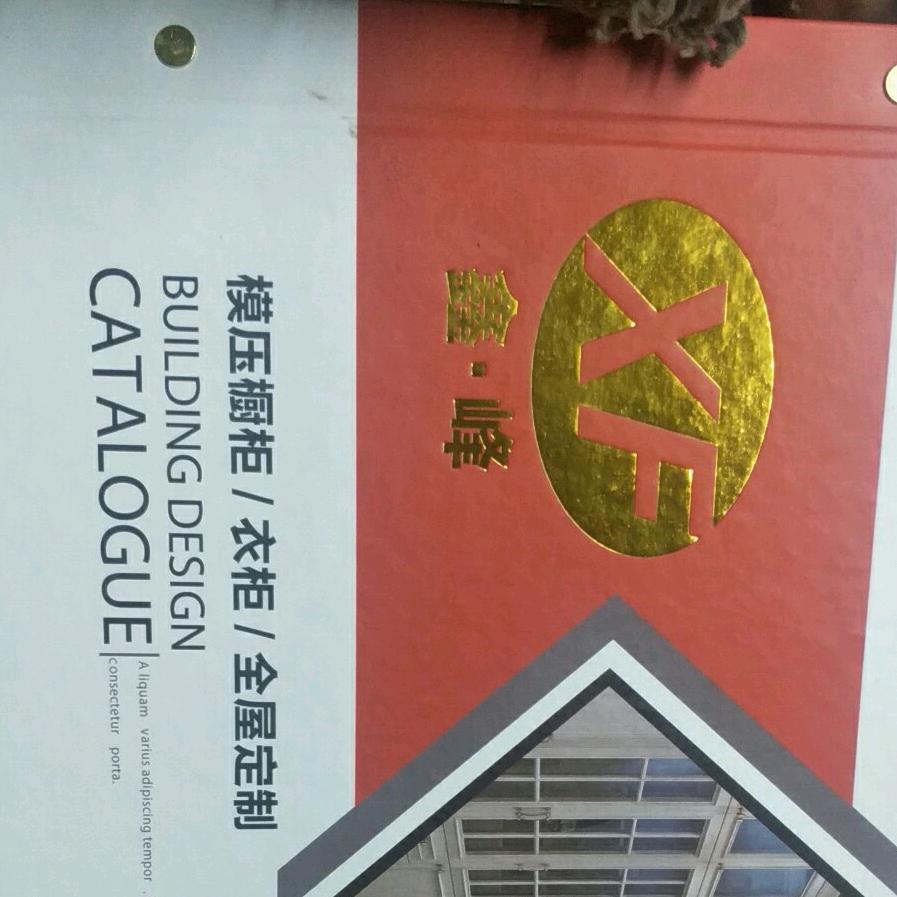 XF
鑫·峰
模压橱柜 / 衣柜 / 全屋定制
BUILDING DESIGN
CATALOGUE
A liquam varius adipiscing tempor .
consectetur porta.